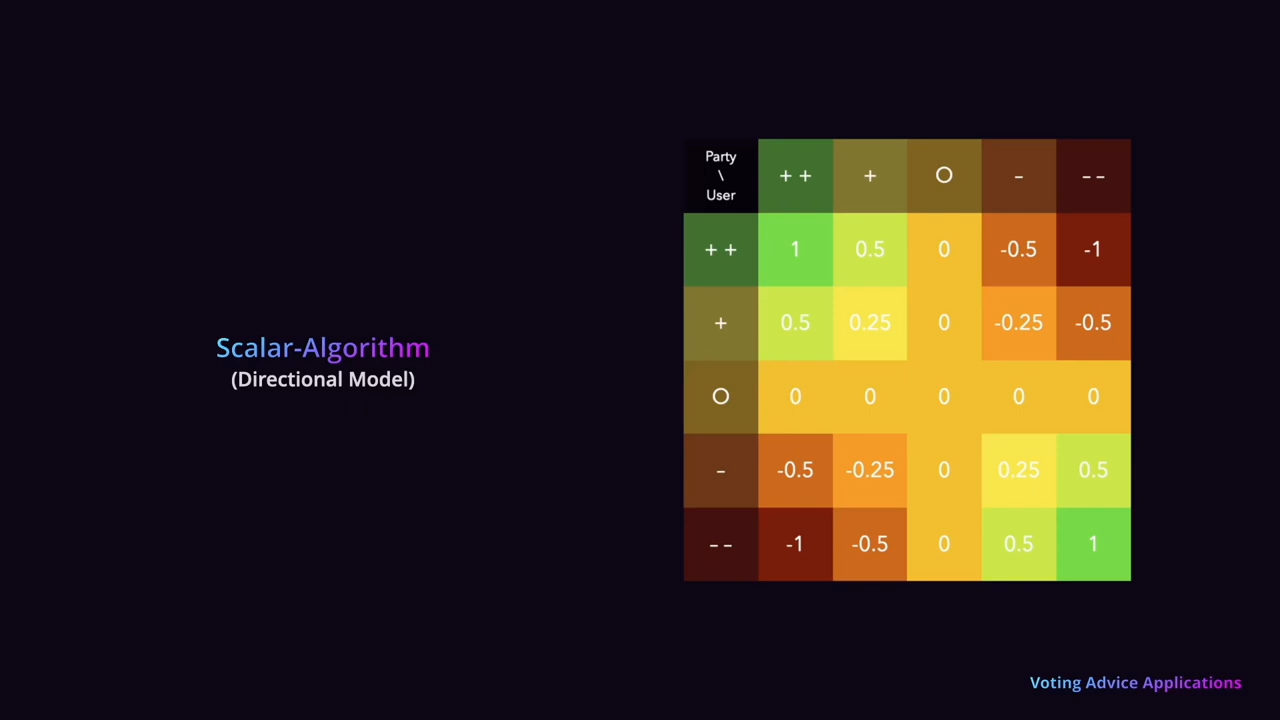 Party
\
User
+ + + O - - -
+ + 1 0.5 0 -0.5 -1
+ 0.5 0.25 0 -0.25 -0.5
Scalar-Algorithm
(Directional Model)
O 0 0 0 0 0
- -0.5 -0.25 0 0.25 0.5
- - -1 -0.5 0 0.5 1
Voting Advice Applications